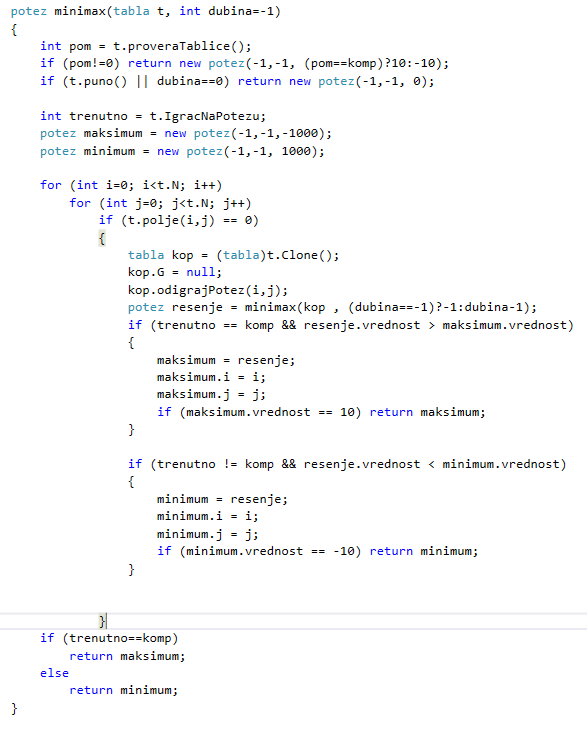 potez minimax(tabla t, int dubina=-1)
{
    int pom = t.proveraTablice();
    if (pom!=0) return new potez(-1,-1, (pom==komp)?10:-10);
    if (t.puno() || dubina==0) return new potez(-1,-1, 0);

    int trenutno = t.IgracNaPotezu;
    potez maksimum = new potez(-1,-1,-1000);
    potez minimum = new potez(-1,-1, 1000);

    for (int i=0; i<t.N; i++)
        for (int j=0; j<t.N; j++)
            if (t.polje(i,j) == 0)
            {
                tabla kop = (tabla)t.Clone();
                kop.G = null;
                kop.odigrajPotez(i,j);
                potez resenje = minimax(kop , (dubina==-1)?-1:dubina-1);
                if (trenutno == komp && resenje.vrednost > maksimum.vrednost)
                {
                    maksimum = resenje;
                    maksimum.i = i;
                    maksimum.j = j;
                    if (maksimum.vrednost == 10) return maksimum;
                }

                if (trenutno != komp && resenje.vrednost < minimum.vrednost)
                {
                    minimum = resenje;
                    minimum.i = i;
                    minimum.j = j;
                    if (minimum.vrednost == -10) return minimum;
                }


            }
    if (trenutno==komp)
        return maksimum;
    else
        return minimum;
}